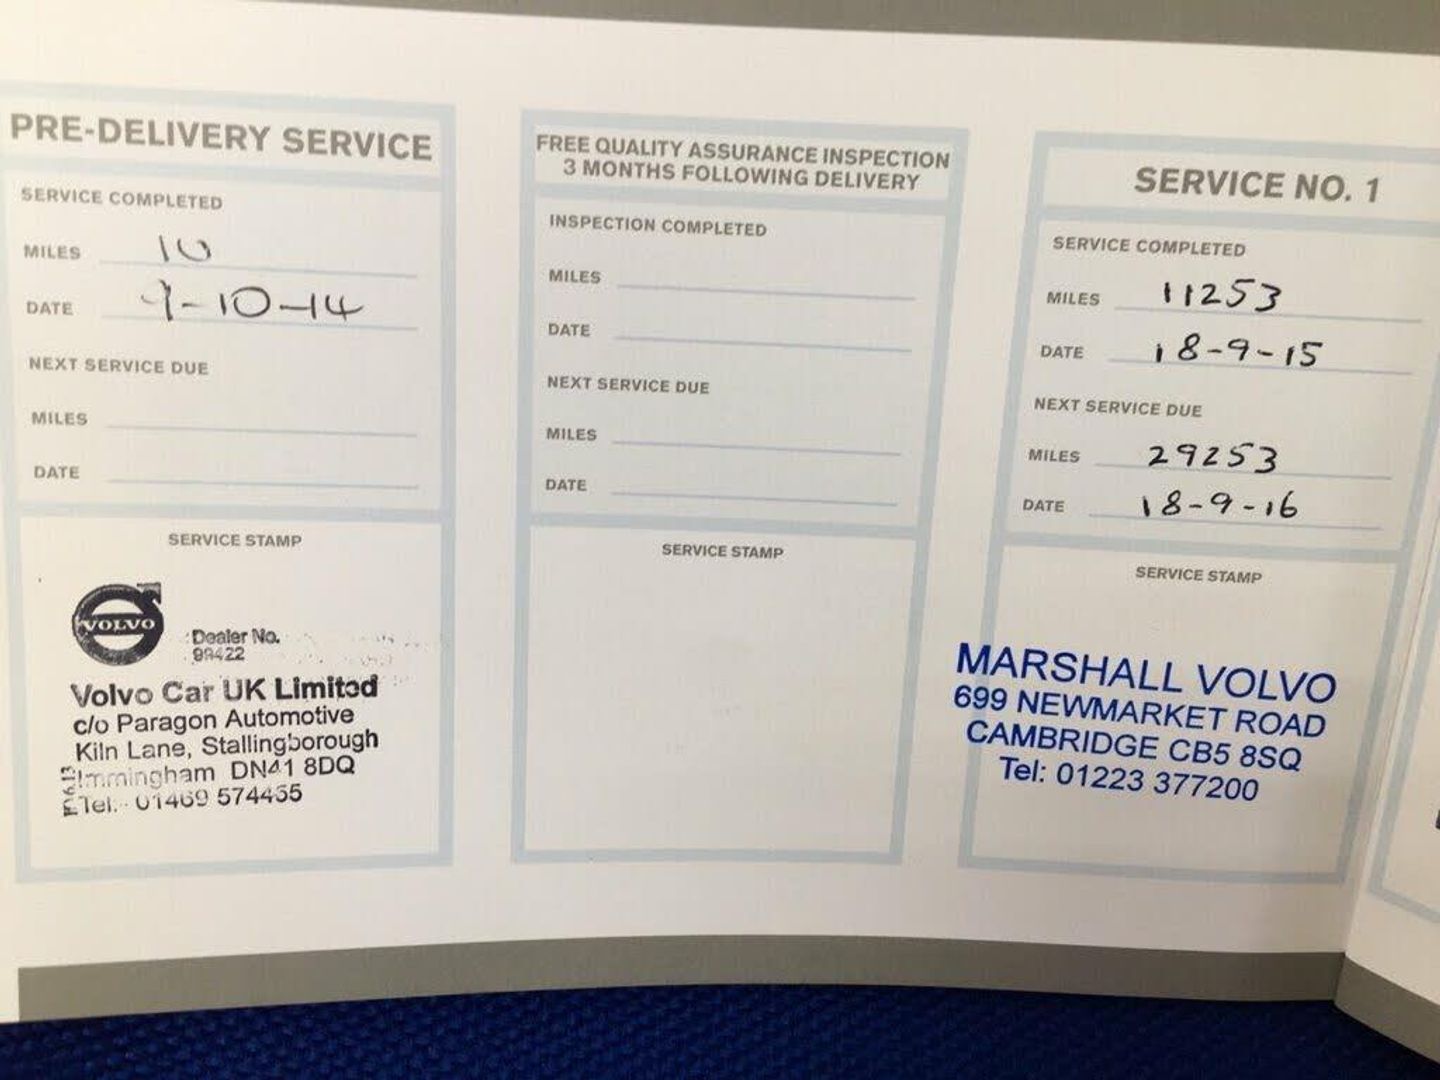 PRE-DELIVERY SERVICE
SERVICE COMPLETED
MILES 10
DATE 9-10-14
NEXT SERVICE DUE
MILES
DATE
SERVICE STAMP
VOLVO
Dealer No.
99422
Volvo Car UK Limited
c/o Paragon Automotive
Kiln Lane, Stallingborough
Immingham DN41 8DQ
Tel: 01469 574455
FREE QUALITY ASSURANCE INSPECTION
3 MONTHS FOLLOWING DELIVERY
INSPECTION COMPLETED
MILES
DATE
NEXT SERVICE DUE
MILES
DATE
SERVICE STAMP
SERVICE NO. 1
SERVICE COMPLETED
MILES 11253
DATE 18-9-15
NEXT SERVICE DUE
MILES 29253
DATE 18-9-16
SERVICE STAMP
MARSHALL VOLVO
699 NEWMARKET ROAD
CAMBRIDGE CB5 8SQ
Tel: 01223 377200